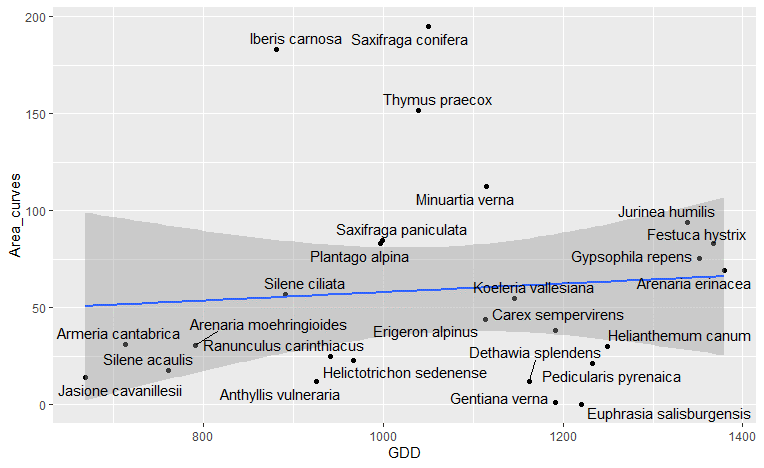 200
Iberis carnosa
Saxifraga conifera
150
Thymus praecox
Minuartia verna
100
Jurinea humilis
Saxifraga paniculata
Festuca hystrix
Plantago alpina
Gypsophila repens
Silene ciliata
Koeleria vallesiana
Arenaria erinacea
50
Carex sempervirens
Arenaria moehringioides
Armeria cantabrica
Erigeron alpinus
Helianthemum canum
Ranunculus carinthiacus
Dethawia splendens
Silene acaulis
Helictotrichon sedenense
Pedicularis pyrenaica
Jasione cavanillesii
Anthyllis vulneraria
Gentiana verna
Euphrasia salisburgensis
0
Area_curves
800
1000
1200
1400
GDD